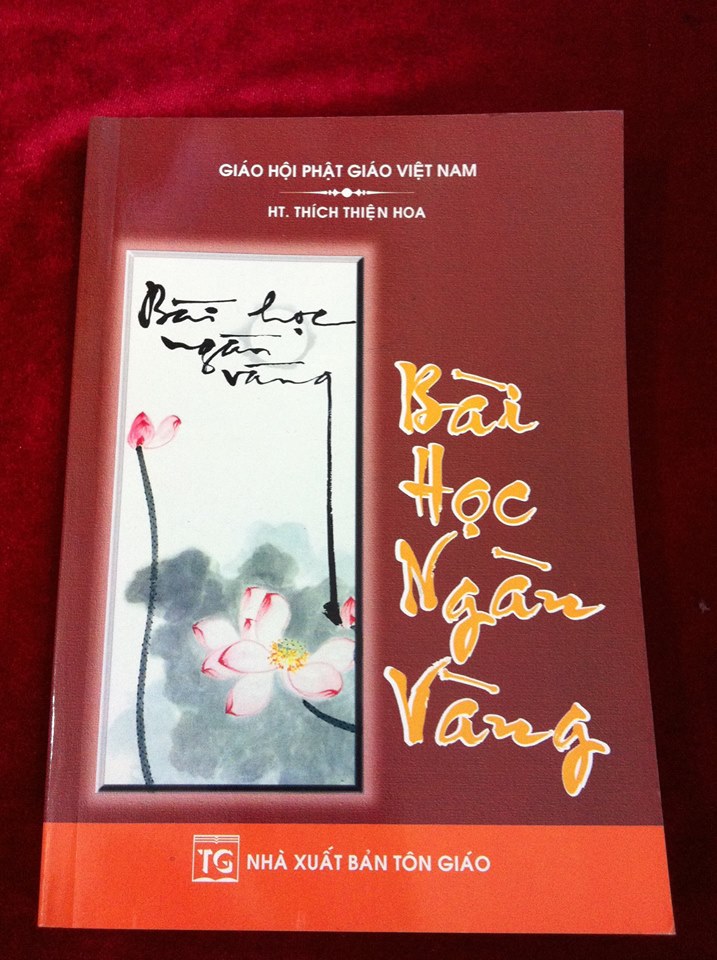 GIÁO HỘI PHẬT GIÁO VIỆT NAM
HT. THÍCH THIỆN HOA
Bài học
ngàn
vàng
Bài
Học
Ngàn
Vàng
TG NHÀ XUẤT BẢN TÔN GIÁO